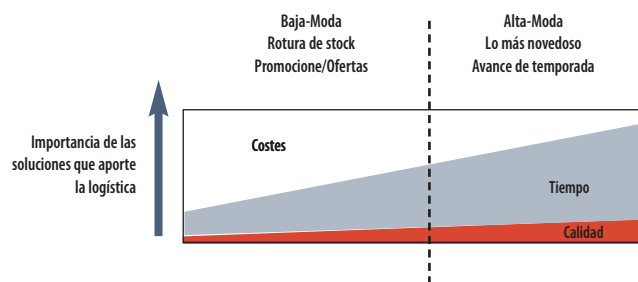 Baja-Moda
Rotura de stock
Promocione/Ofertas
Alta-Moda
Lo más novedoso
Avance de temporada
Importancia de las
soluciones que aporte
la logística
Costes
Tiempo
Calidad